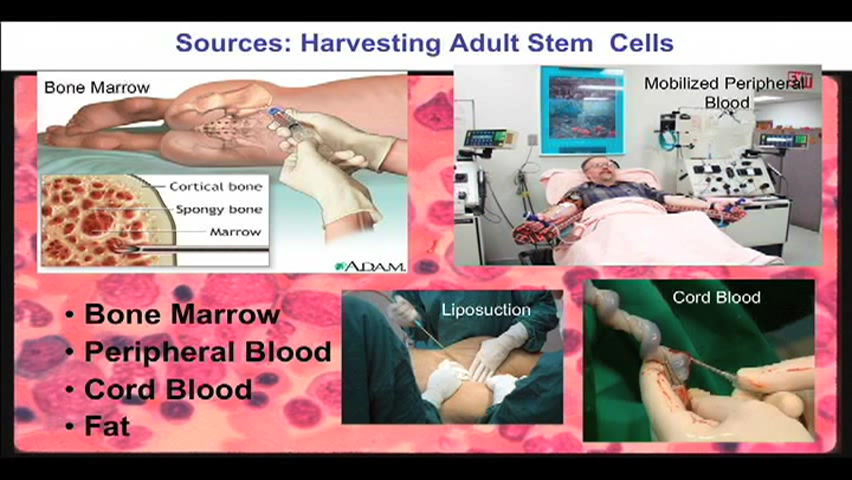 Sources: Harvesting Adult Stem Cells
Bone Marrow
Mobilized Peripheral
Blood
EXIT
Cortical bone
Spongy bone
Marrow
A.D.A.M.
• Bone Marrow
• Peripheral Blood
• Cord Blood
• Fat
Liposuction
Cord Blood